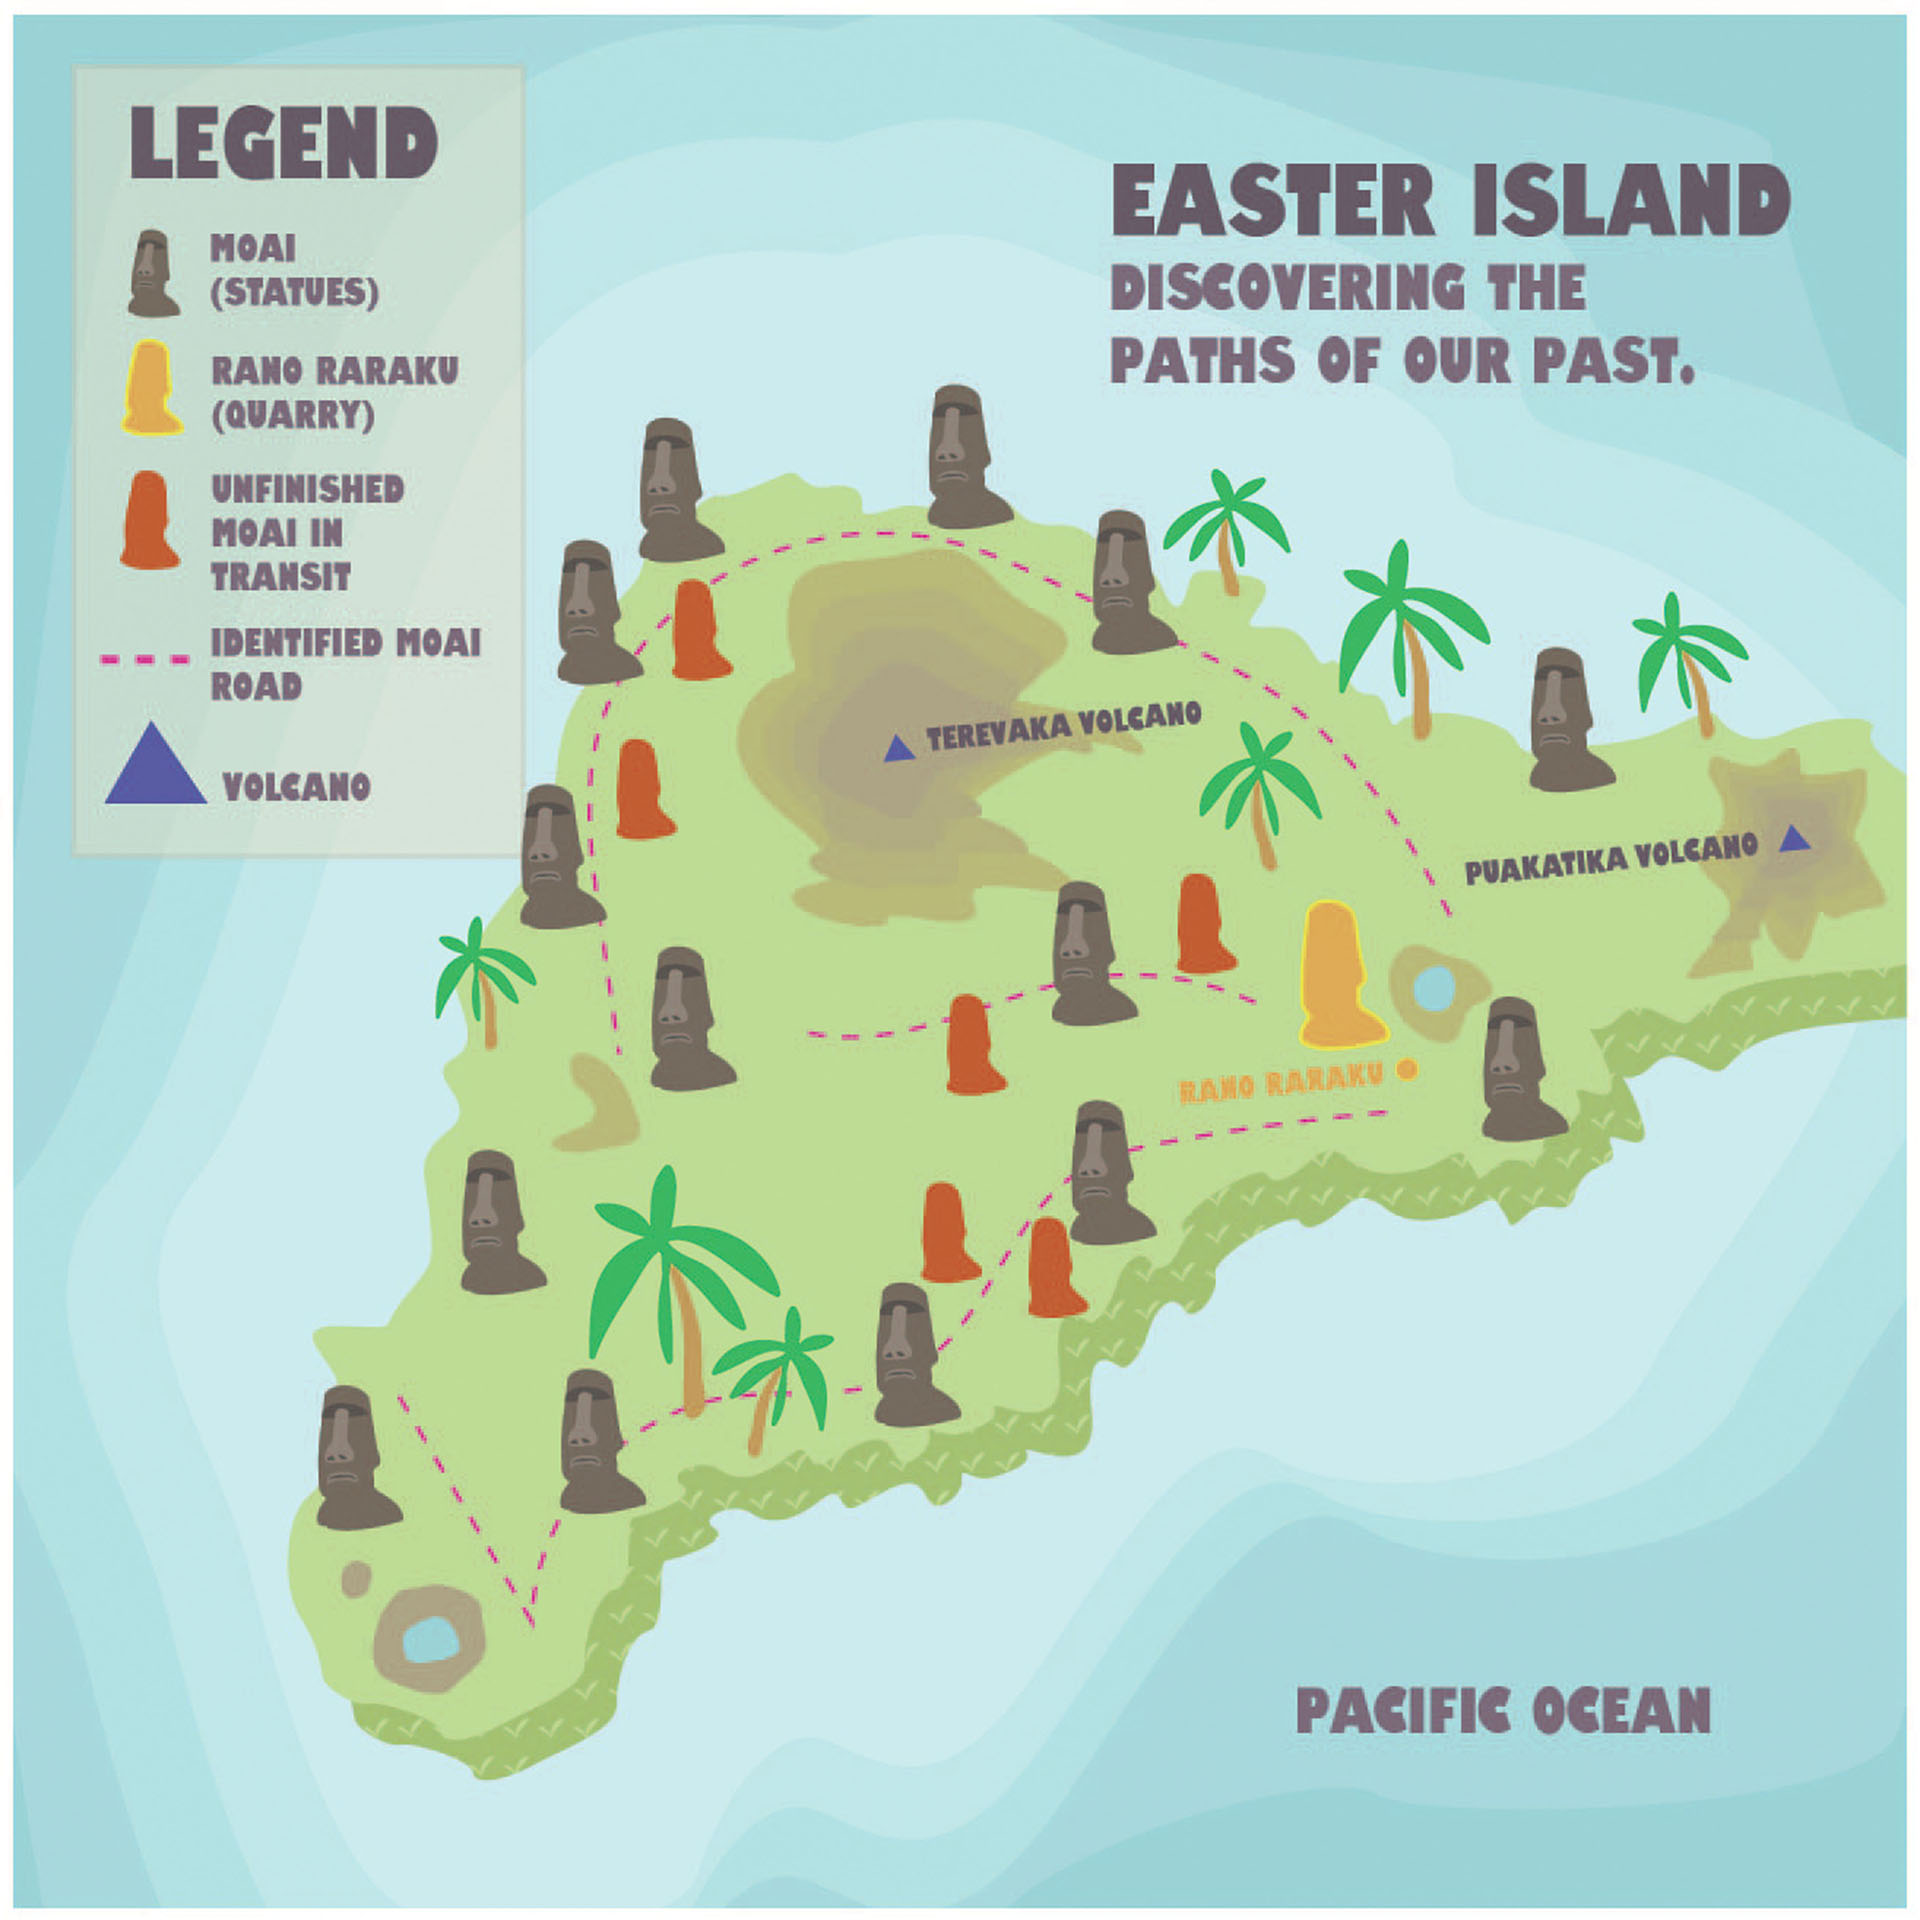 LEGEND
MOAI
(STATUES)
RANO RARAKU
(QUARRY)
UNFINISHED
MOAI IN
TRANSIT
IDENTIFIED MOAI
ROAD
VOLCANO
EASTER ISLAND
DISCOVERING THE
PATHS OF OUR PAST.
TEREVAKA VOLCANO
PUAKATIKA VOLCANO
RANO RARAKU
PACIFIC OCEAN